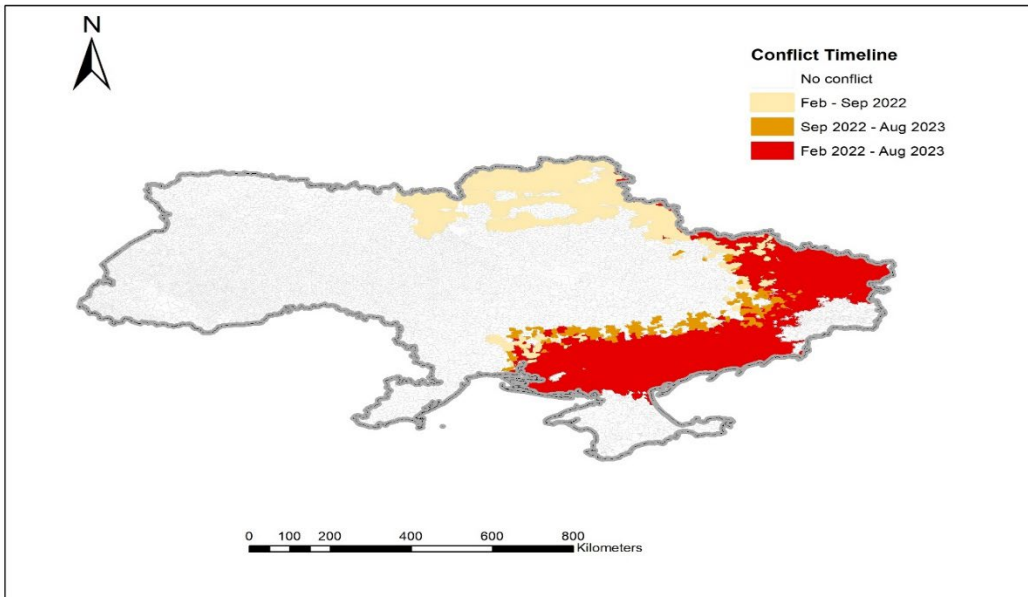 N
Conflict Timeline
No conflict
Feb - Sep 2022
Sep 2022 - Aug 2023
Feb 2022 - Aug 2023
0 100 200 400 600 800
Kilometers